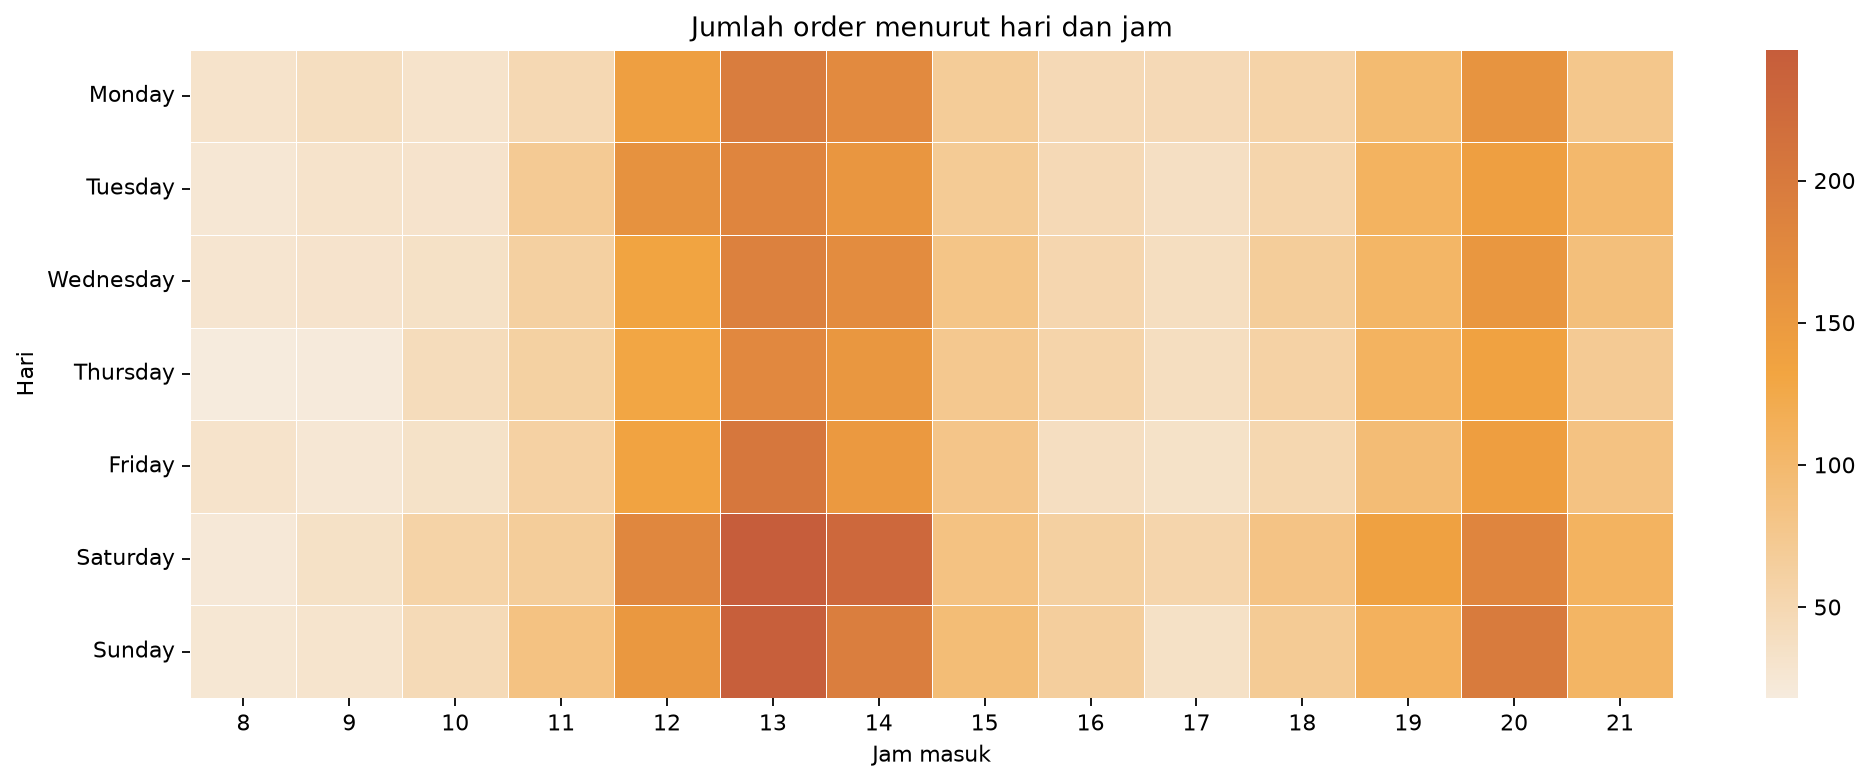 Jumlah order menurut hari dan jam
Hari
Monday
Tuesday
Wednesday
Thursday
Friday
Saturday
Sunday
8 9 10 11 12 13 14 15 16 17 18 19 20 21
Jam masuk
200
150
100
50